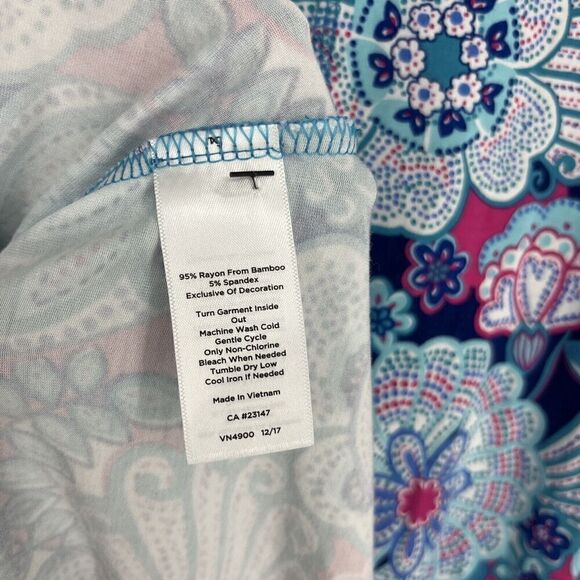 95% Rayon From Bamboo
5% Spandex
Exclusive Of Decoration
Turn Garment Inside
Out
Machine Wash Cold
Gentle Cycle
Only Non-Chlorine
Bleach When Needed
Tumble Dry Low
Cool Iron If Needed
Made In Vietnam
CA #23147
VN4900 12/17